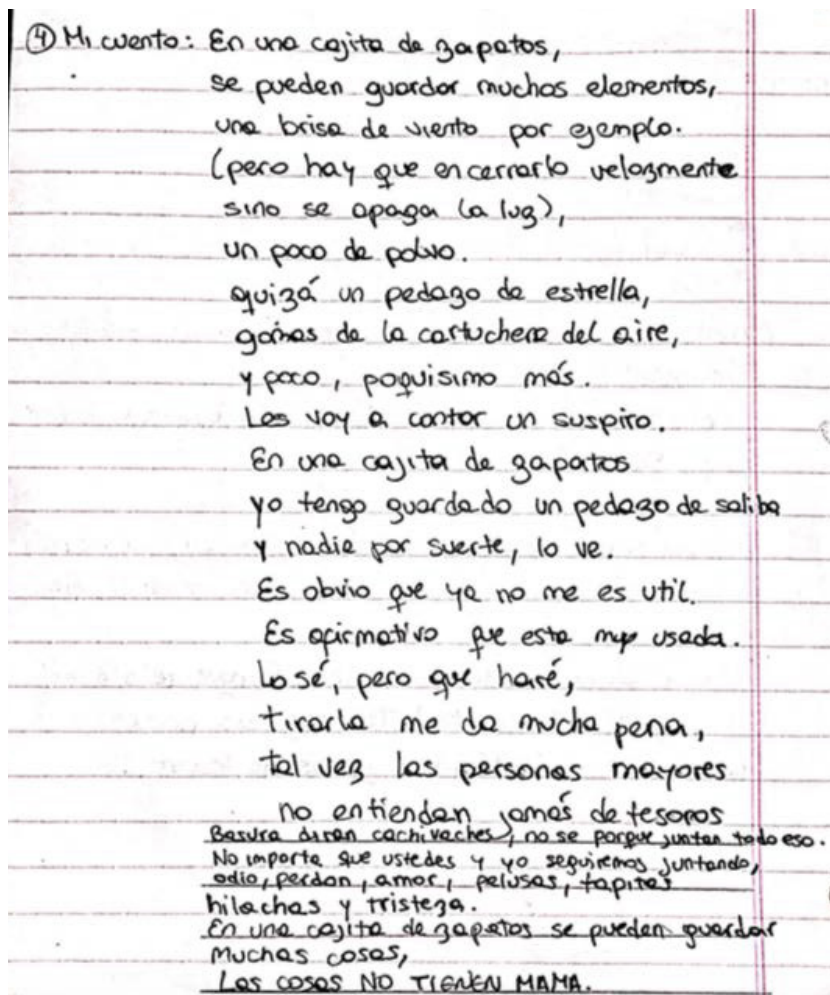 ④ Mi cuento: En una cajita de zapatos,
se pueden guardar muchos elementos,
una brisa de viento por ejemplo.
(pero hay que encerrarlo velozmente
sino se apaga la luz),
un poco de polvo.
quizá un pedazo de estrella,
de la cartuchera del aire,
y poco, poquisimo más.
Les voy a contar un suspiro.
En una cajita de zapatos
yo tengo guardado un pedazo de saliba
y nadie por suerte, lo ve.
Es obvio que ya no me es util.
Es afirmativo que esta muy usada.
Lo sé, pero que haré,
tirarla me da mucha pena,
tal vez las personas mayores
no entiendan jamás de tesoros
Basura diran cachivaches, no se porque juntan todo eso.
No importa que ustedes y yo seguiremos juntando,
odio, perdon, amor, pelusas, tapitas
hilachas y tristeza.
En una cajita de zapatos se pueden guardar
muchas cosas,
Las cosas NO TIENEN MAMA.